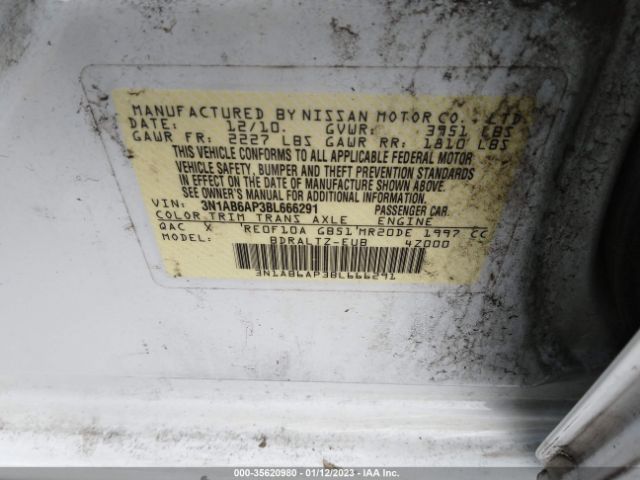 MANUFACTURED BY NISSAN MOTOR CO., LTD.
DATE: 12/10. GVWR: 3951 LBS
GAWR FR: 2227 LBS GAWR RR: 1810 LBS
THIS VEHICLE CONFORMS TO ALL APPLICABLE FEDERAL MOTOR
VEHICLE SAFETY, BUMPER AND THEFT PREVENTION STANDARDS
IN EFFECT ON THE DATE OF MANUFACTURE SHOWN ABOVE.
SEE OWNER'S MANUAL FOR ADDITIONAL INFORMATION
VIN: 3N1AB6AP3BL666291 PASSENGER CAR.
COLOR TRIM TRANS AXLE ENGINE
QAC X RE0F10A GB51 MR20DE 1997 CC
BDRALTZ-EUB 4Z000
3N1AB6AP3BL666291
000-35620980 - 01/12/2023 - IAA Inc.